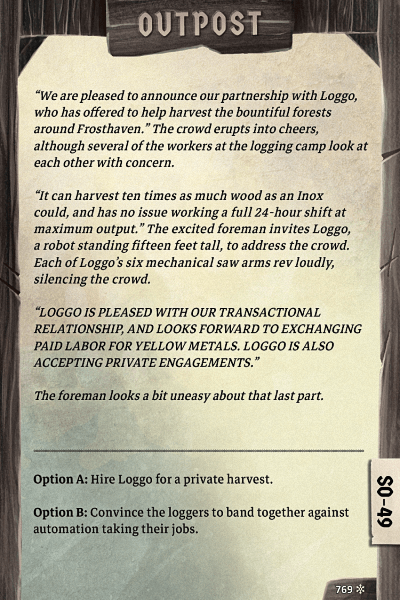 OUTPOST
“We are pleased to announce our partnership with Loggo,
who has offered to help harvest the bountiful forests
around Frosthaven.” The crowd erupts into cheers,
although several of the workers at the logging camp look at
each other with concern.
“It can harvest ten times as much wood as an Inox
could, and has no issue working a full 24-hour shift at
maximum output.” The excited foreman invites Loggo,
a robot standing fifteen feet tall, to address the crowd.
Each of Loggo’s six mechanical saw arms rev loudly,
silencing the crowd.
“LOGGO IS PLEASED WITH OUR TRANSACTIONAL
RELATIONSHIP, AND LOOKS FORWARD TO EXCHANGING
PAID LABOR FOR YELLOW METALS. LOGGO IS ALSO
ACCEPTING PRIVATE ENGAGEMENTS.”
The foreman looks a bit uneasy about that last part.
Option A: Hire Loggo for a private harvest.
Option B: Convince the loggers to band together against
automation taking their jobs.
SO-49
769